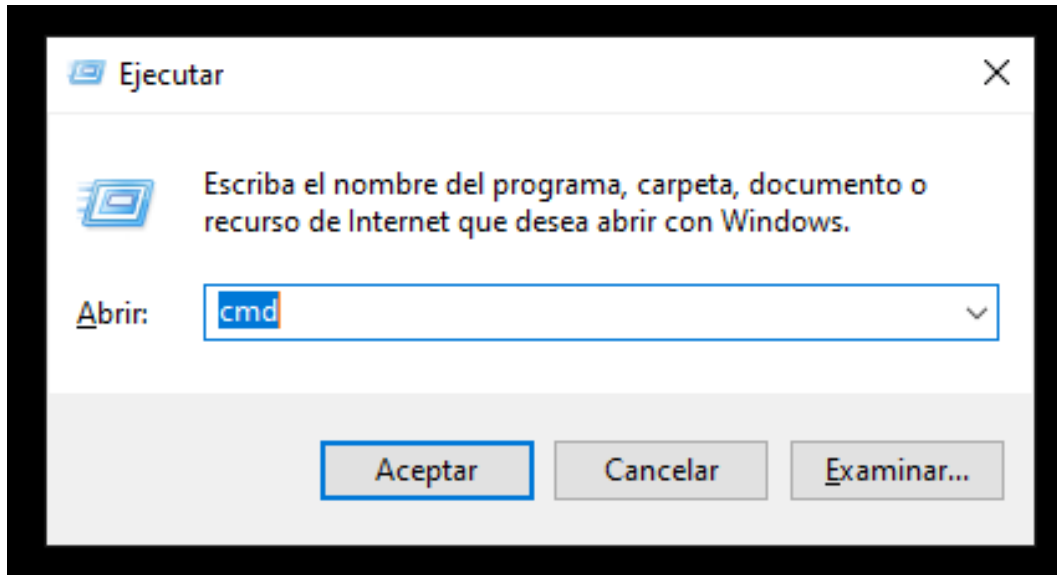 Ejecutar
Escriba el nombre del programa, carpeta, documento o
recurso de Internet que desea abrir con Windows.
Abrir: cmd
Aceptar Cancelar Examinar...